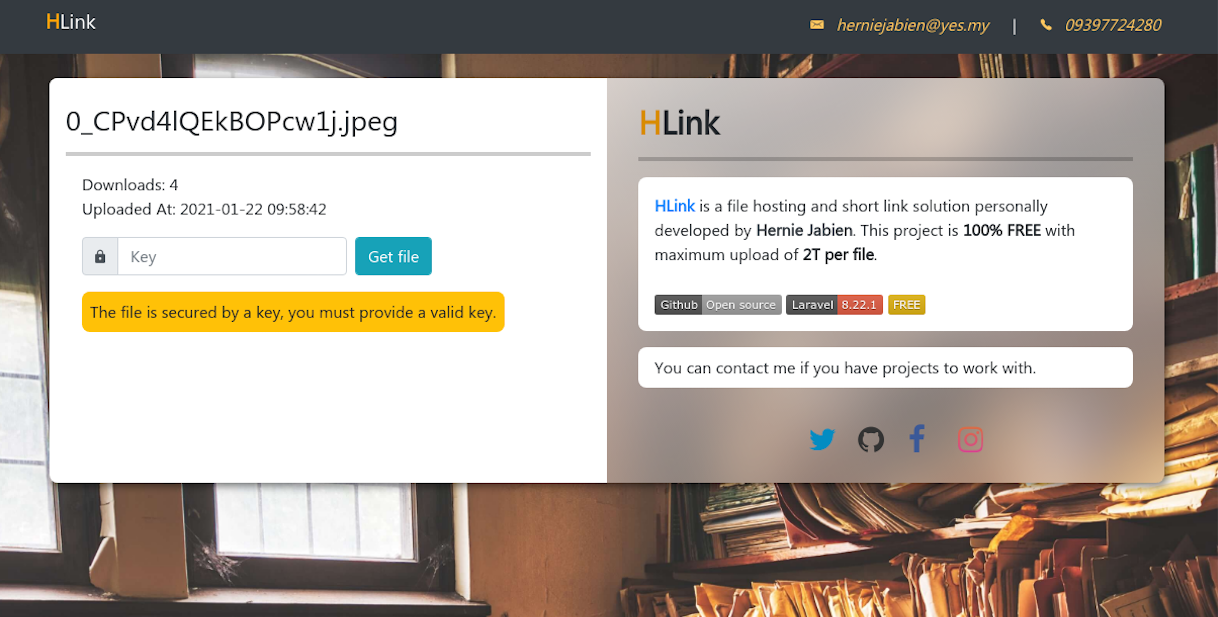 HLink
herniejabien@yes.my | 09397724280
0_CPvd4lQEkBOPcw1j.jpeg
Downloads: 4
Uploaded At: 2021-01-22 09:58:42
Key
Get file
The file is secured by a key, you must provide a valid key.
HLink
HLink is a file hosting and short link solution personally
developed by Hernie Jabien. This project is 100% FREE with
maximum upload of 2T per file.
Github Open source Laravel 8.22.1 FREE
You can contact me if you have projects to work with.